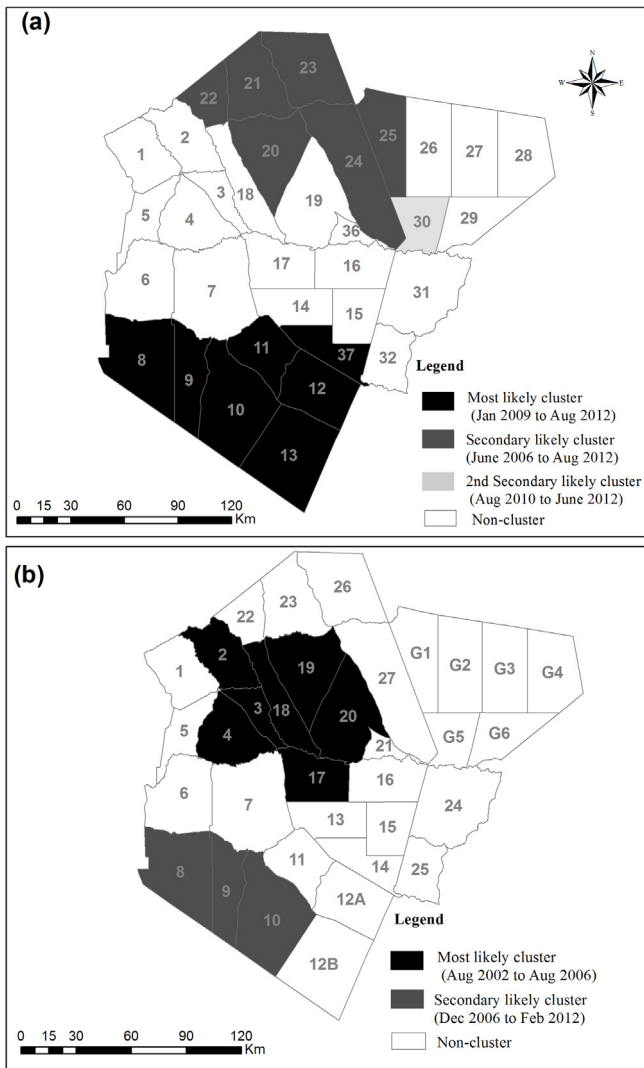 (a)
N
W E
S
23
21
22
25
20
24
26
27
28
2
1
3
18
19
5
4
36
30
29
17
16
6
7
31
14
15
11
37
32
8
9
12
10
13
Legend
Most likely cluster
(Jan 2009 to Aug 2012)
Secondary likely cluster
(June 2006 to Aug 2012)
2nd Secondary likely cluster
(Aug 2010 to June 2012)
Non-cluster
0 15 30 60 90 120
Km
(b)
26
23
22
G1
G2
G3
G4
1
2
19
27
3
18
20
5
4
21
G5
G6
17
16
6
7
24
13
15
11
14
25
8
9
10
12A
12B
Legend
Most likely cluster
(Aug 2002 to Aug 2006)
Secondary likely cluster
(Dec 2006 to Feb 2012)
Non-cluster
0 15 30 60 90 120
Km